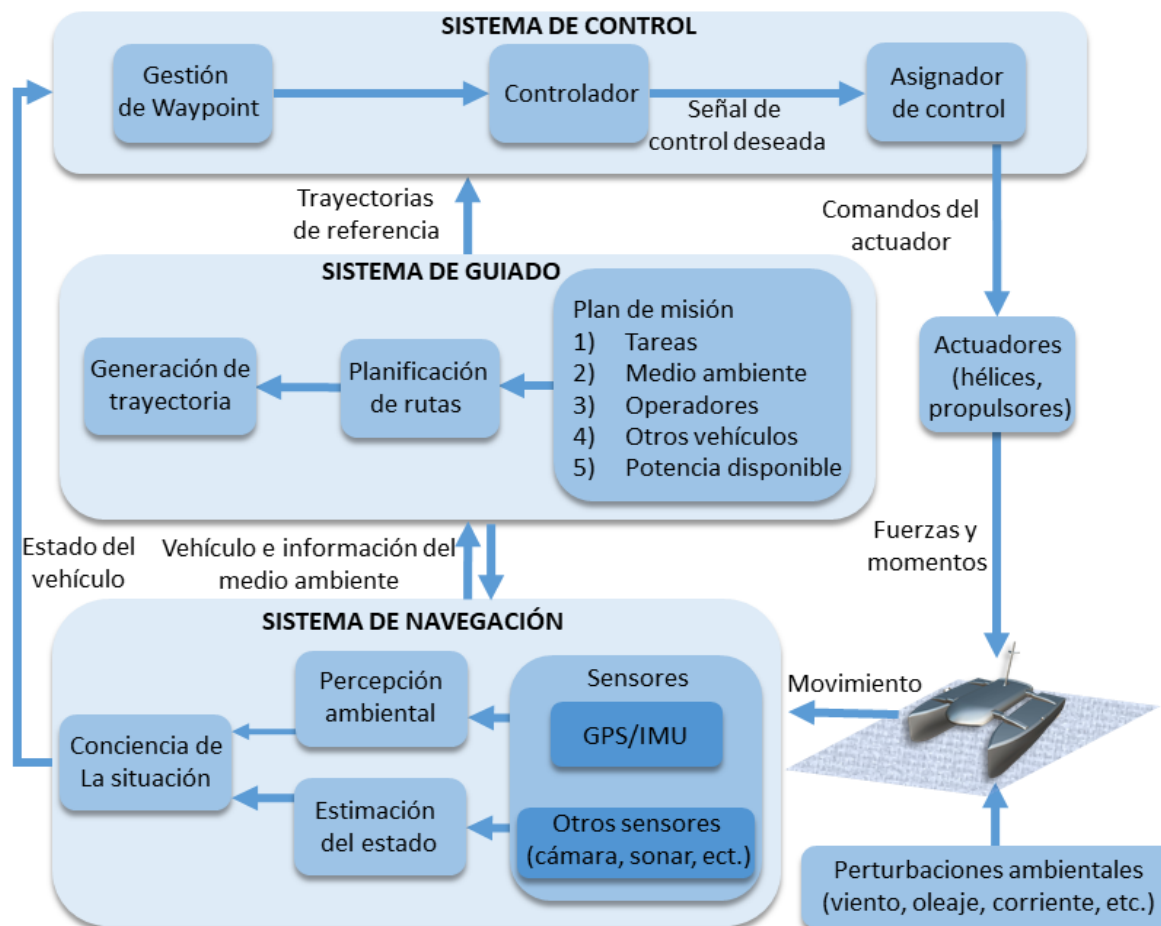 SISTEMA DE CONTROL
Gestión
de Waypoint
Controlador
Señal de
control deseada
Asignador
de control
Trayectorias
de referencia
Comandos del
actuador
SISTEMA DE GUIADO
Generación de
trayectoria
Planificación
de rutas
Plan de misión
1) Tareas
2) Medio ambiente
3) Operadores
4) Otros vehículos
5) Potencia disponible
Actuadores
(hélices,
propulsores)
Estado del
vehículo
Vehículo e información del
medio ambiente
Fuerzas y
momentos
SISTEMA DE NAVEGACIÓN
Conciencia de
La situación
Percepción
ambiental
Estimación
del estado
Sensores
GPS/IMU
Otros sensores
(cámara, sonar, ect.)
Movimiento
Perturbaciones ambientales
(viento, oleaje, corriente, etc.)